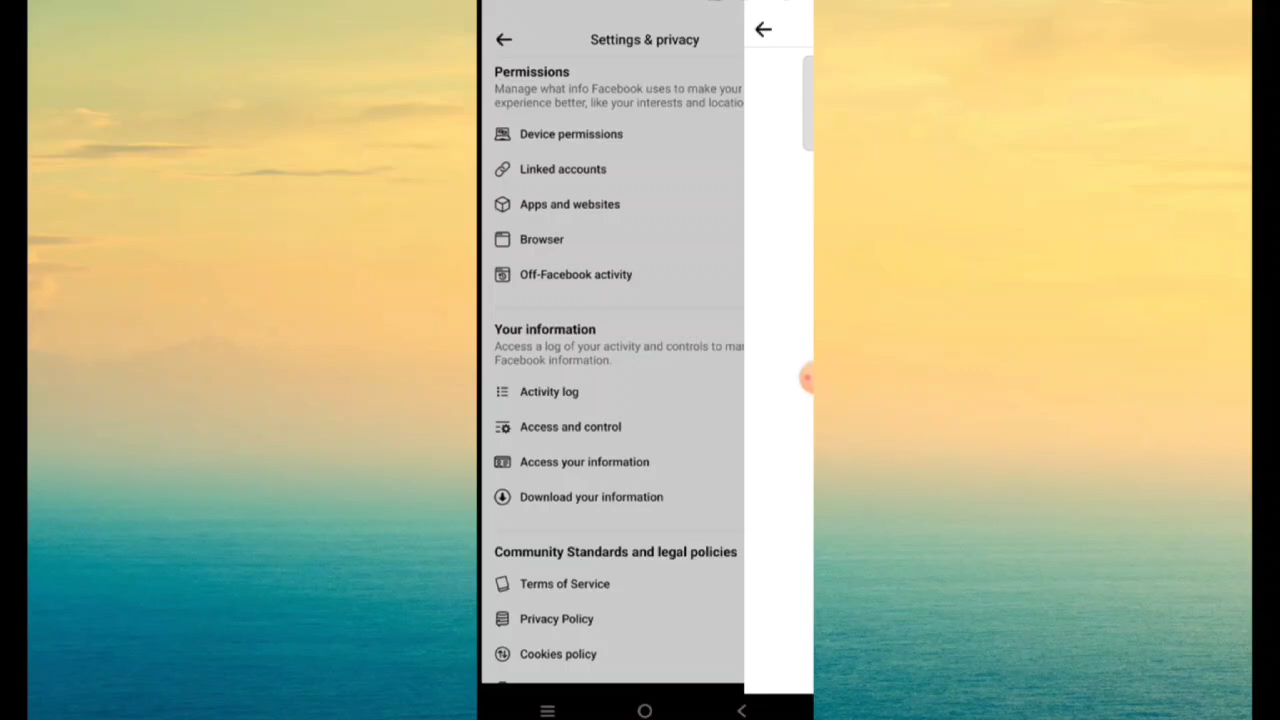 Settings & privacy
Permissions
Manage what info Facebook uses to make your
experience better, like your interests and
Device permissions
Linked accounts
Apps and websites
Browser
Off-Facebook activity
Your information
Access a log of your activity and controls to
Facebook information.
Activity log
Access and control
Access your information
Download your information
Community Standards and legal policies
Terms of Service
Privacy Policy
Cookies policy